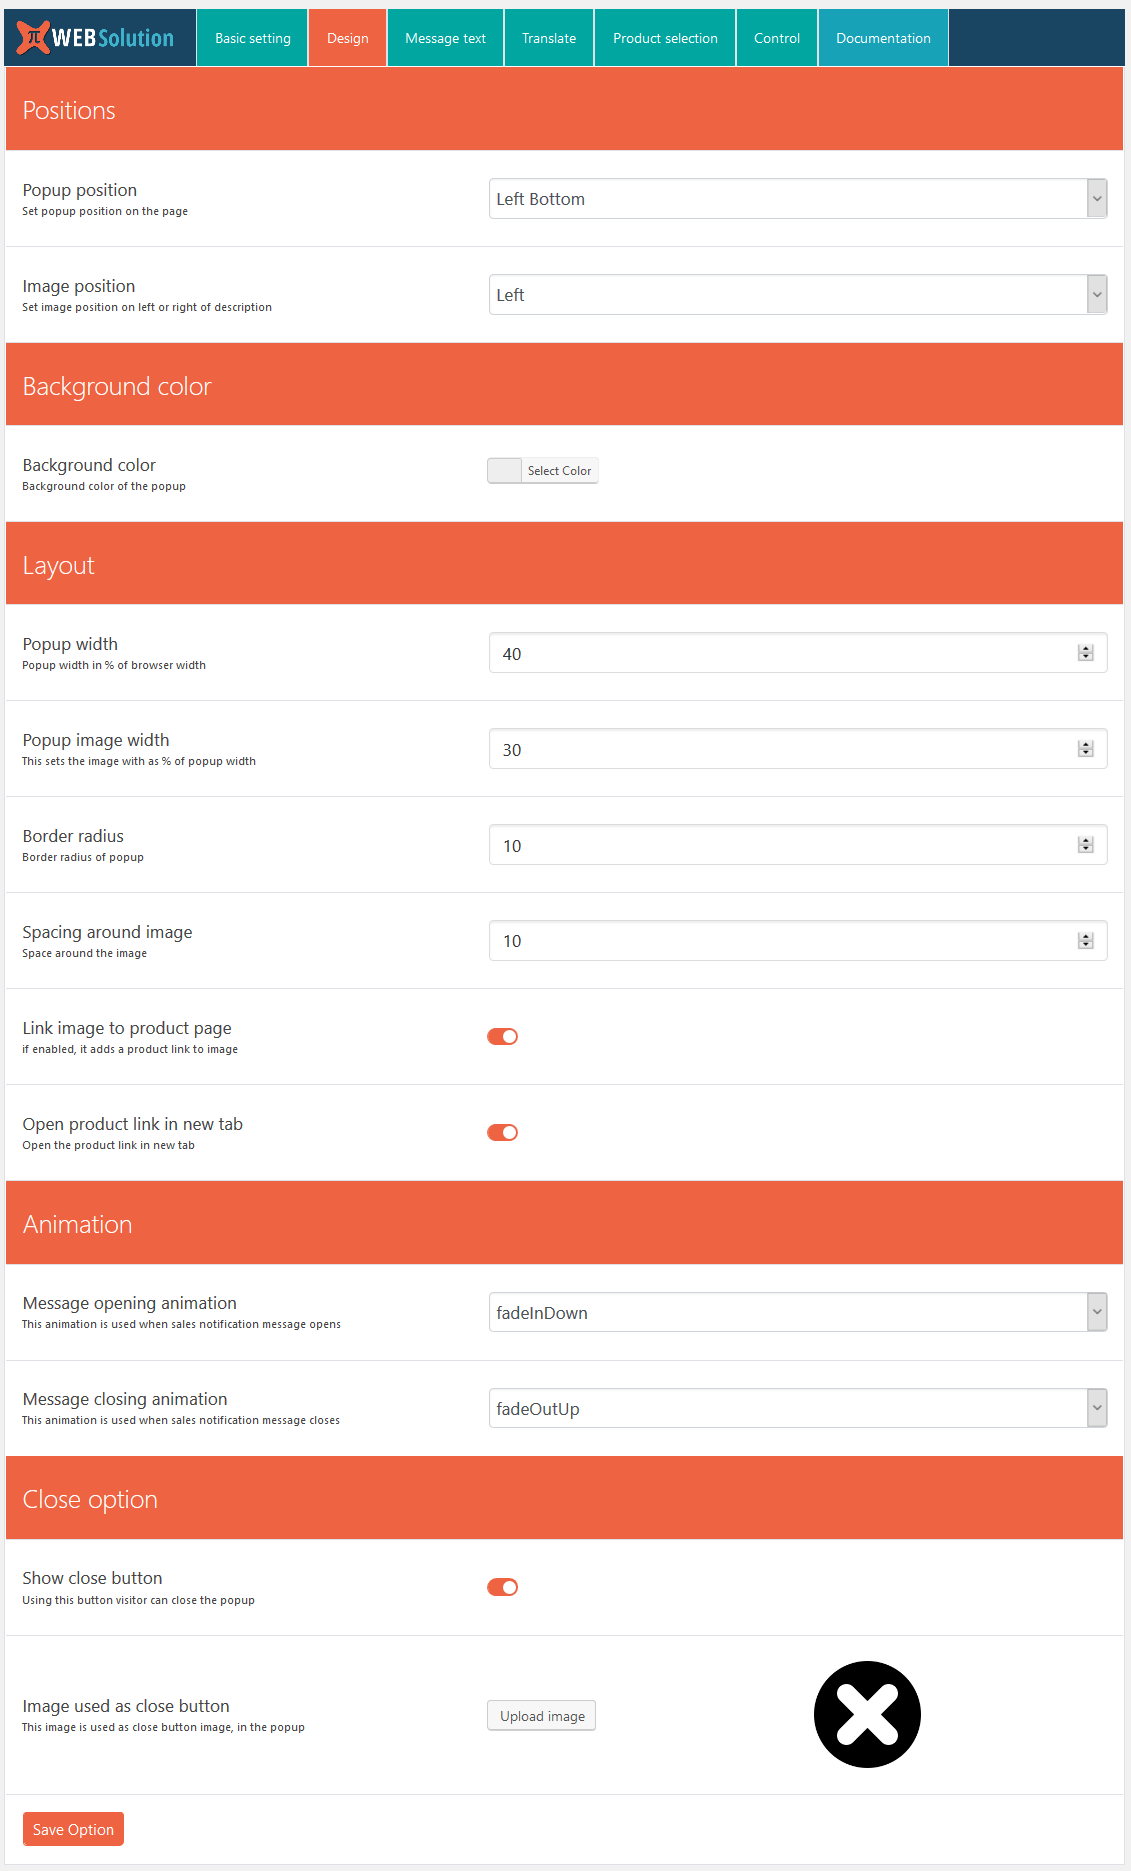 π WEBSolution
Basic setting
Design
Message text
Translate
Product selection
Control
Documentation
Positions
Popup position
Set popup position on the page
Left Bottom
Image position
Set image position on left or right of description
Left
Background color
Background color
Background color of the popup
Select Color
Layout
Popup width
Popup width in % of browser width
40
Popup image width
This sets the image with as % of popup width
30
Border radius
Border radius of popup
10
Spacing around image
Space around the image
10
Link image to product page
if enabled, it adds a product link to image
Open product link in new tab
Open the product link in new tab
Animation
Message opening animation
This animation is used when sales notification message opens
fadeInDown
Message closing animation
This animation is used when sales notification message closes
fadeOutUp
Close option
Show close button
Using this button visitor can close the popup
Image used as close button
This image is used as close button image, in the popup
Upload image
Save Option